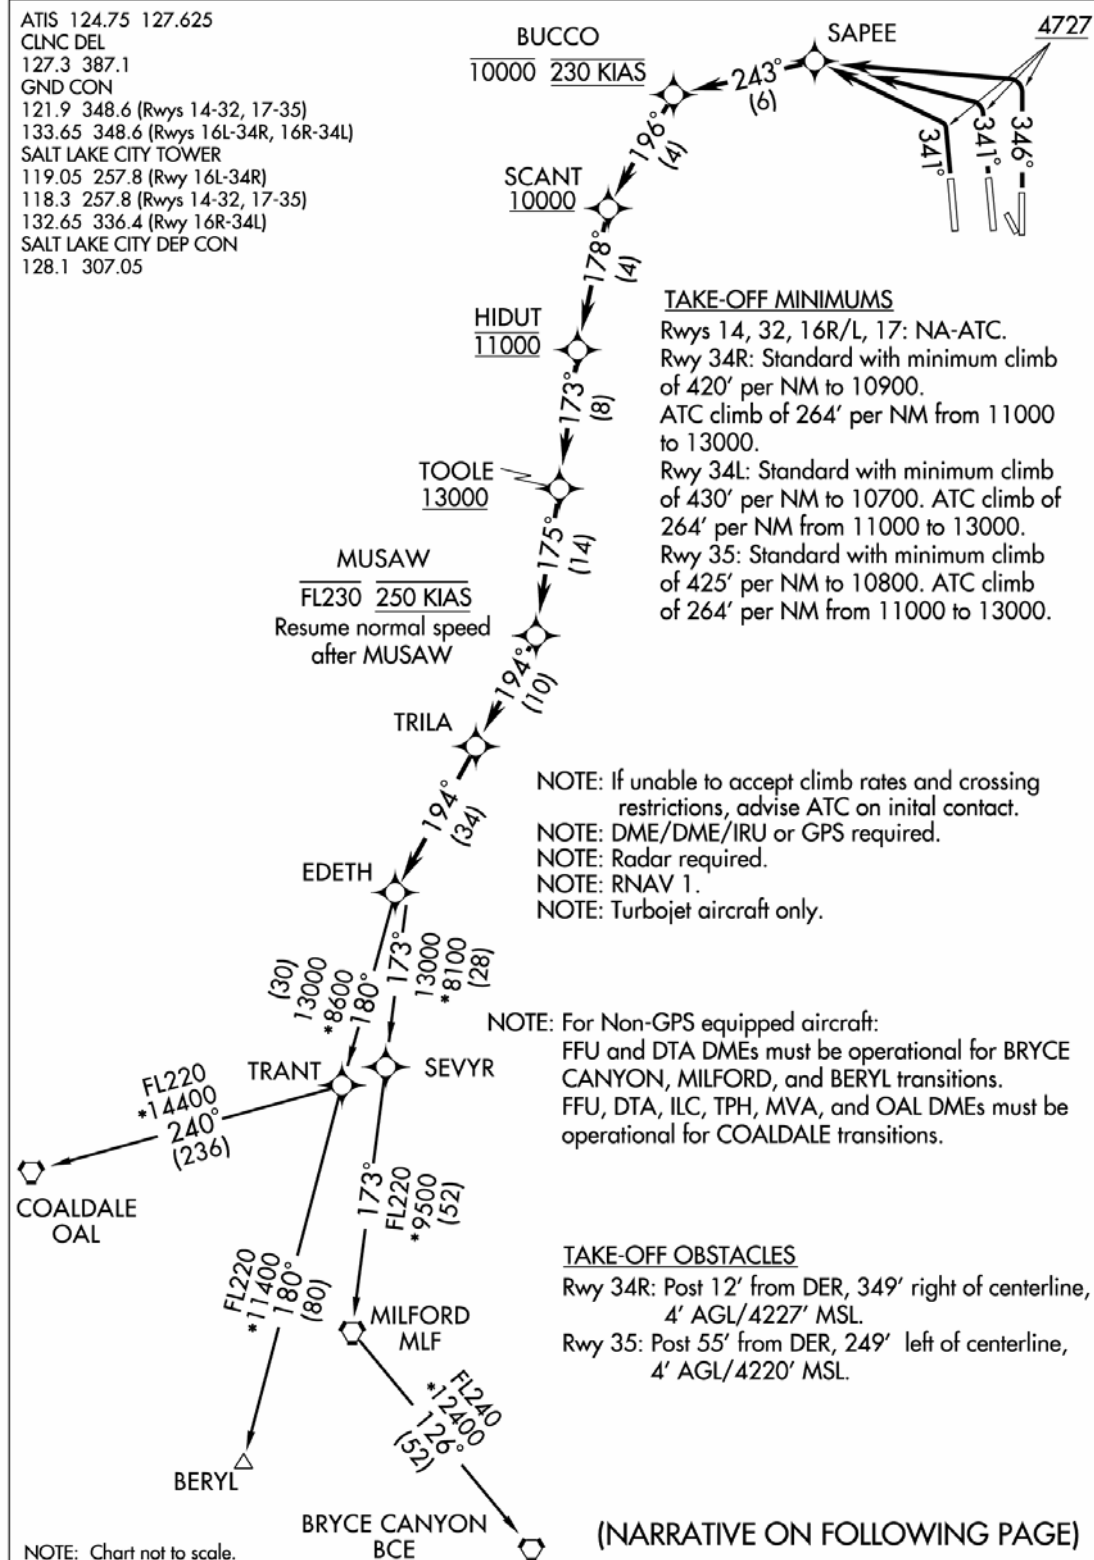 ATIS 124.75 127.625
CLNC DEL
127.3 387.1
GND CON
121.9 348.6 (Rwys 14-32, 17-35)
133.65 348.6 (Rwys 16L-34R, 16R-34L)
SALT LAKE CITY TOWER
119.05 257.8 (Rwy 16L-34R)
118.3 257.8 (Rwys 14-32, 17-35)
132.65 336.4 (Rwy 16R-34L)
SALT LAKE CITY DEP CON
128.1 307.05
4727
341°
341°
346°
SAPEE
243°
(6)
BUCCO
10000 230 KIAS
196°
(4)
SCANT
10000
178°
(4)
HIDUT
11000
173°
(8)
TOOLE
13000
175°
(14)
MUSAW
FL230 250 KIAS
Resume normal speed
after MUSAW
194°
(10)
TRILA
194°
(34)
EDETH
(30)
13000
*8600
180°
173°
13000
*8100
(28)
TRANT
SEVYR
FL220
*14400
240°
(236)
COALDALE
OAL
FL220
*11400
180°
(80)
BERYL
173°
FL220
*9500
(52)
MILFORD
MLF
FL240
*12400
126°
(52)
BRYCE CANYON
BCE
TAKE-OFF MINIMUMS
Rwys 14, 32, 16R/L, 17: NA-ATC.
Rwy 34R: Standard with minimum climb
of 420' per NM to 10900.
ATC climb of 264' per NM from 11000
to 13000.
Rwy 34L: Standard with minimum climb
of 430' per NM to 10700. ATC climb of
264' per NM from 11000 to 13000.
Rwy 35: Standard with minimum climb
of 425' per NM to 10800. ATC climb
of 264' per NM from 11000 to 13000.
NOTE: If unable to accept climb rates and crossing
restrictions, advise ATC on inital contact.
NOTE: DME/DME/IRU or GPS required.
NOTE: Radar required.
NOTE: RNAV 1.
NOTE: Turbojet aircraft only.
NOTE: For Non-GPS equipped aircraft:
FFU and DTA DMEs must be operational for BRYCE
CANYON, MILFORD, and BERYL transitions.
FFU, DTA, ILC, TPH, MVA, and OAL DMEs must be
operational for COALDALE transitions.
TAKE-OFF OBSTACLES
Rwy 34R: Post 12' from DER, 349' right of centerline,
4' AGL/4227' MSL.
Rwy 35: Post 55' from DER, 249' left of centerline,
4' AGL/4220' MSL.
(NARRATIVE ON FOLLOWING PAGE)
NOTE: Chart not to scale.